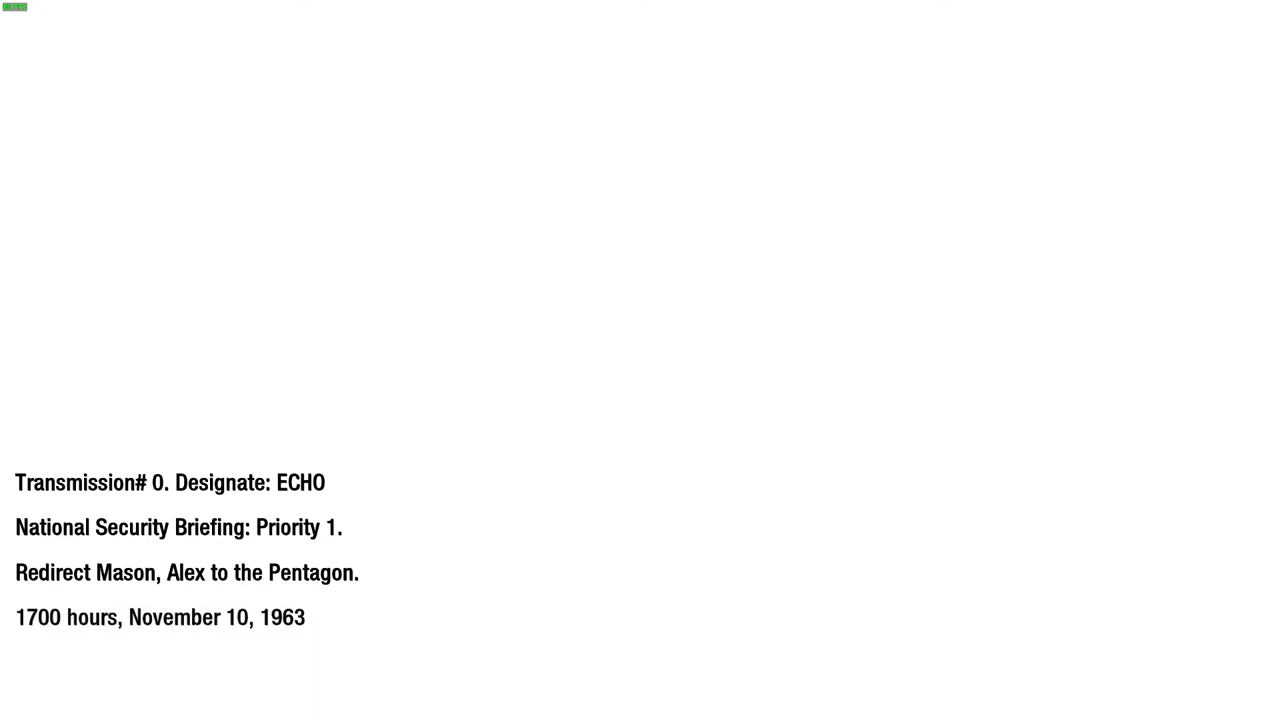 Transmission# 0. Designate: ECHO
National Security Briefing: Priority 1.
Redirect Mason, Alex to the Pentagon.
1700 hours, November 10, 1963